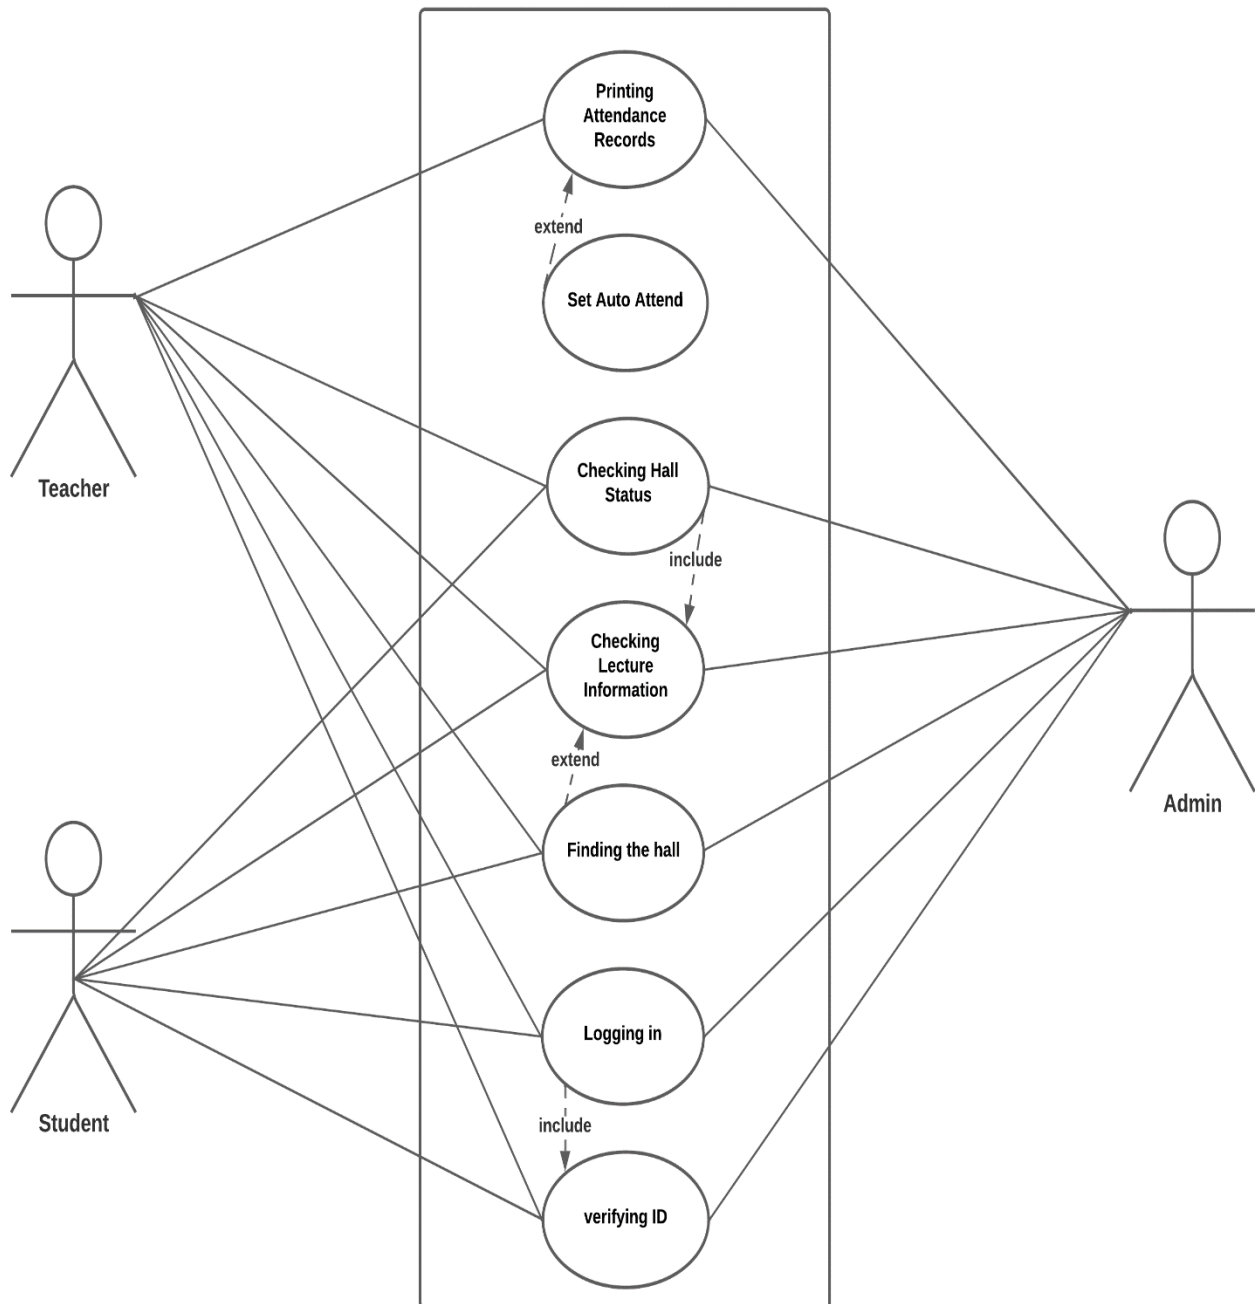 Printing
Attendance
Records
extend
Set Auto Attend
Teacher
Checking Hall
Status
include
Checking
Lecture
Information
extend
Finding the hall
Admin
Logging in
Student
include
verifying ID